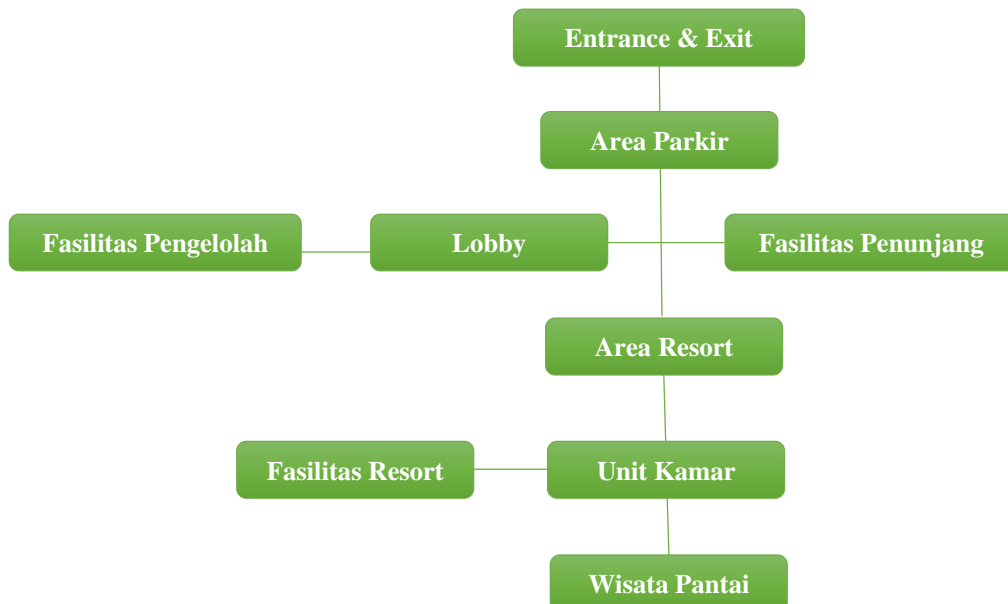 Entrance & Exit
Area Parkir
Fasilitas Pengelolah
Lobby
Fasilitas Penunjang
Area Resort
Fasilitas Resort
Unit Kamar
Wisata Pantai